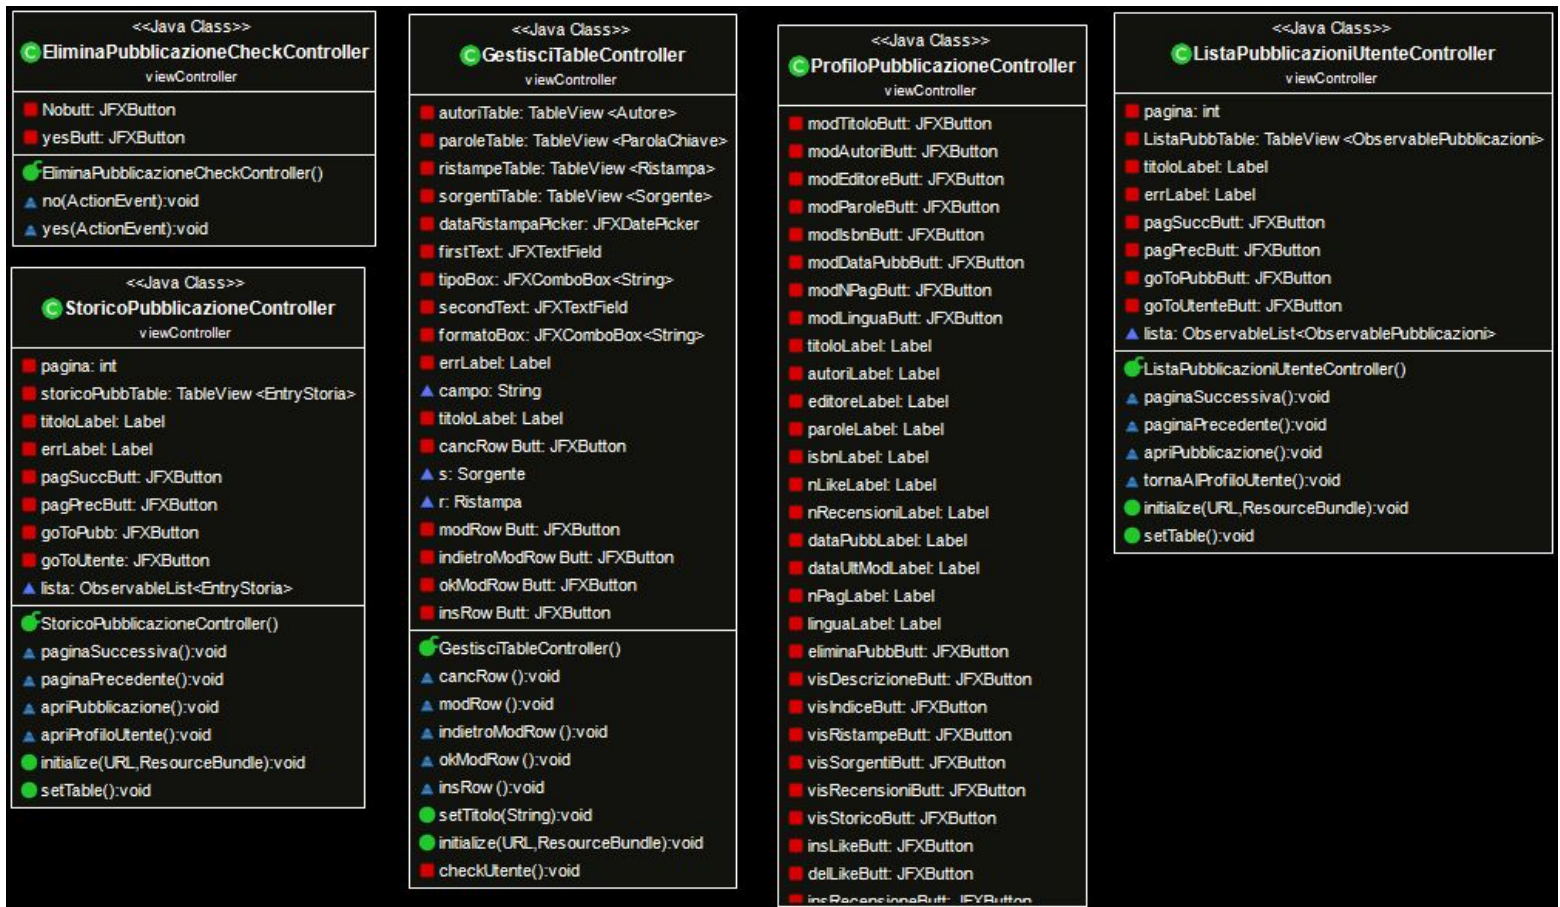 <<Java Class>>
EliminaPubblicazioneCheckController
viewController
Nobutt: JFXButton
yesButt: JFXButton
EliminaPubblicazioneCheckController()
no(ActionEvent):void
yes(ActionEvent):void
<<Java Class>>
StoricoPubblicazioneController
viewController
pagina: int
storicoPubbTable: TableView <EntryStoria>
titoloLabel: Label
errLabel: Label
pagSuccButt: JFXButton
pagPrecButt: JFXButton
goToPubb: JFXButton
goToUtente: JFXButton
lista: ObservableList<EntryStoria>
StoricoPubblicazioneController()
paginaSuccessiva():void
paginaPrecedente():void
apriPubblicazione():void
apriProfiloUtente():void
initialize(URL,ResourceBundle):void
setTable():void
<<Java Class>>
GestisciTableController
viewController
autoriTable: TableView <Autore>
paroleTable: TableView <ParolaChiave>
ristampeTable: TableView <Ristampa>
sorgentiTable: TableView <Sorgente>
dataRistampaPicker: JFXDatePicker
firstText: JFXTextField
tipoBox: JFXComboBox<String>
secondText: JFXTextField
formatoBox: JFXComboBox<String>
errLabel: Label
campo: String
titoloLabel: Label
cancRow Butt: JFXButton
s: Sorgente
r: Ristampa
modRow Butt: JFXButton
indietroModRow Butt: JFXButton
okModRow Butt: JFXButton
insRow Butt: JFXButton
GestisciTableController()
cancRow ():void
modRow ():void
indietroModRow ():void
okModRow ():void
insRow ():void
setTitolo(String):void
initialize(URL,ResourceBundle):void
checkUtente():void
<<Java Class>>
ProfiloPubblicazioneController
viewController
modTitoloButt: JFXButton
modAutoriButt: JFXButton
modEditoreButt: JFXButton
modParoleButt: JFXButton
modIsbnButt: JFXButton
modDataPubbButt: JFXButton
modNPagButt: JFXButton
modLinguaButt: JFXButton
titoloLabel: Label
autoriLabel: Label
editoreLabel: Label
paroleLabel: Label
isbnLabel: Label
nLikeLabel: Label
nRecensioniLabel: Label
dataPubbLabel: Label
dataUltModLabel: Label
nPagLabel: Label
linguaLabel: Label
eliminaPubbButt: JFXButton
visDescrizioneButt: JFXButton
visIndiceButt: JFXButton
visRistampeButt: JFXButton
visSorgentiButt: JFXButton
visRecensioniButt: JFXButton
visStoricoButt: JFXButton
insLikeButt: JFXButton
delLikeButt: JFXButton
insRecensioneButt: JFXButton
<<Java Class>>
ListaPubblicazioniUtenteController
viewController
pagina: int
ListaPubbTable: TableView <ObservablePubblicazioni>
titoloLabel: Label
errLabel: Label
pagSuccButt: JFXButton
pagPrecButt: JFXButton
goToPubbButt: JFXButton
goToUtenteButt: JFXButton
lista: ObservableList<ObservablePubblicazioni>
ListaPubblicazioniUtenteController()
paginaSuccessiva():void
paginaPrecedente():void
apriPubblicazione():void
tornaAlProfiloUtente():void
initialize(URL,ResourceBundle):void
setTable():void